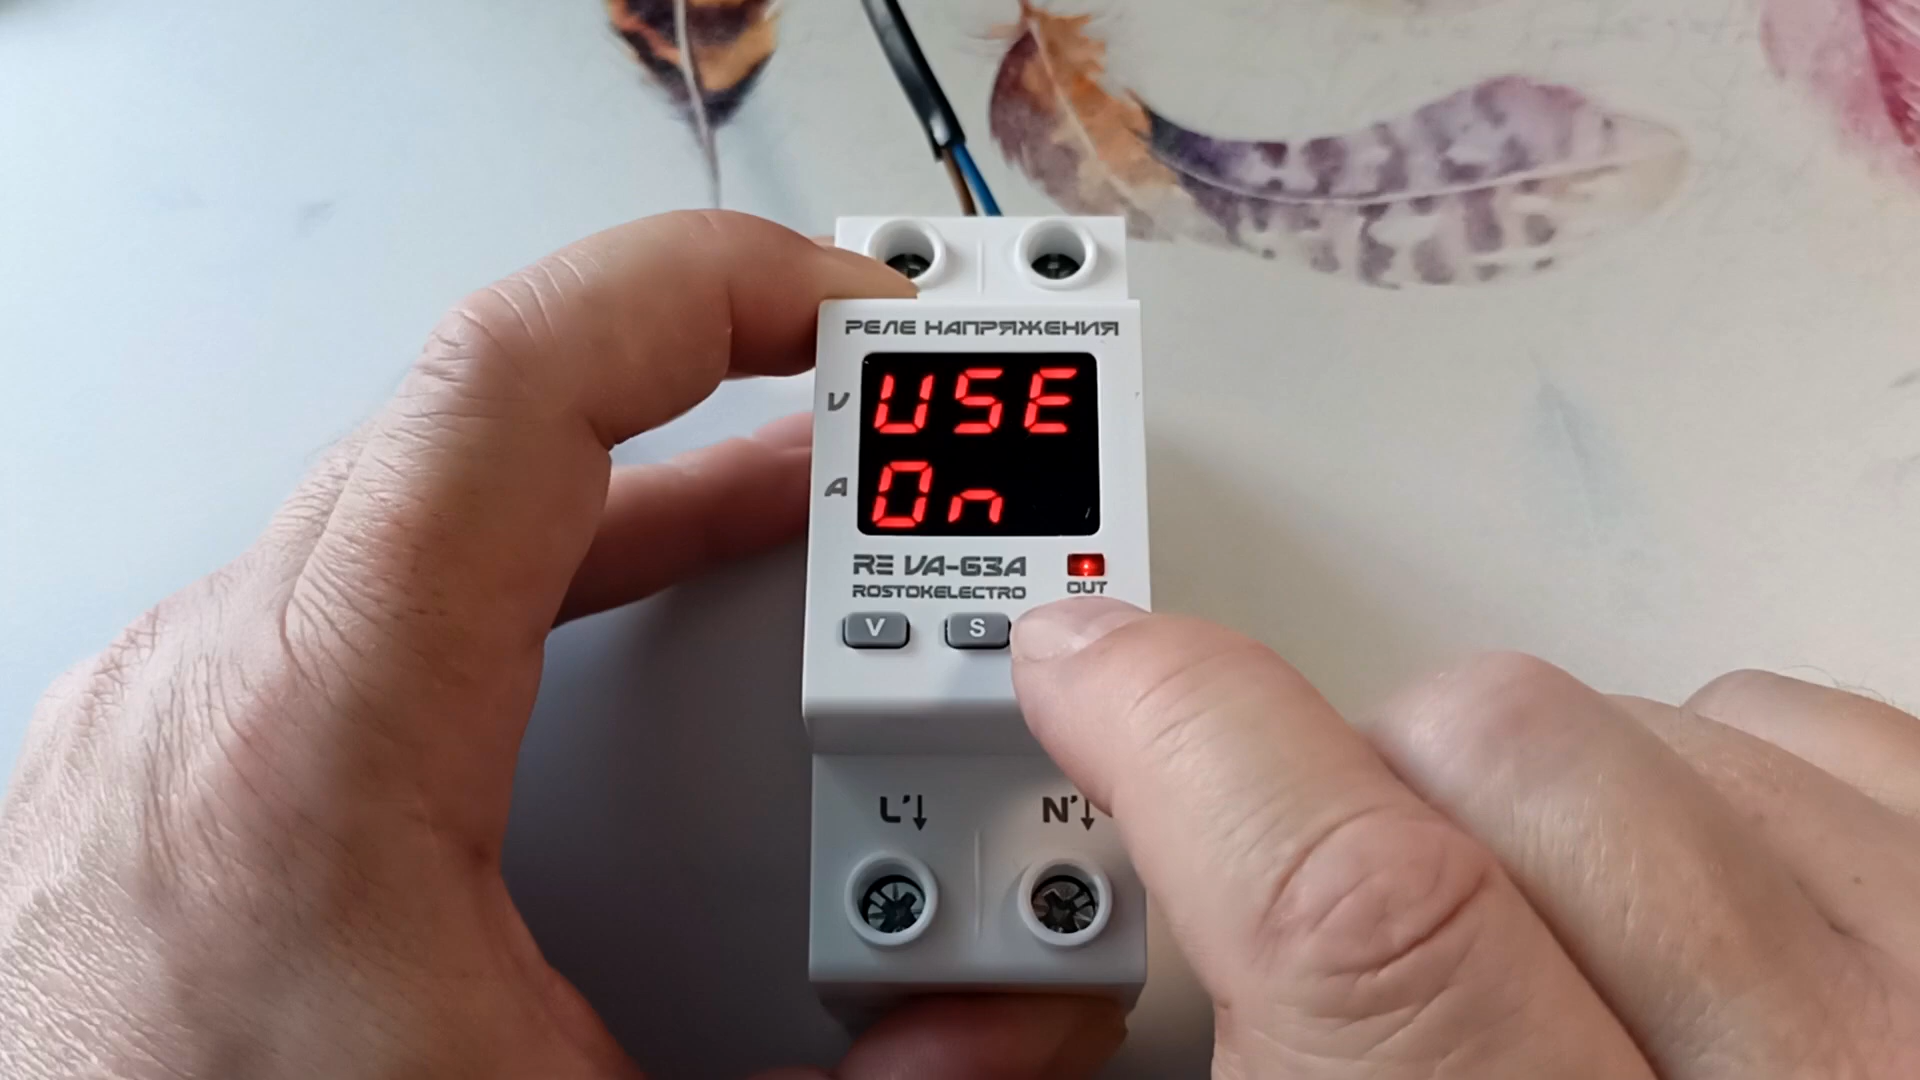 РЕЛЕ НАПРЯЖЕНИЯ
V
USE
A
On
RE VA-63A
ROSTOKELECTRO
OUT
V
S
L'↓
N'↓